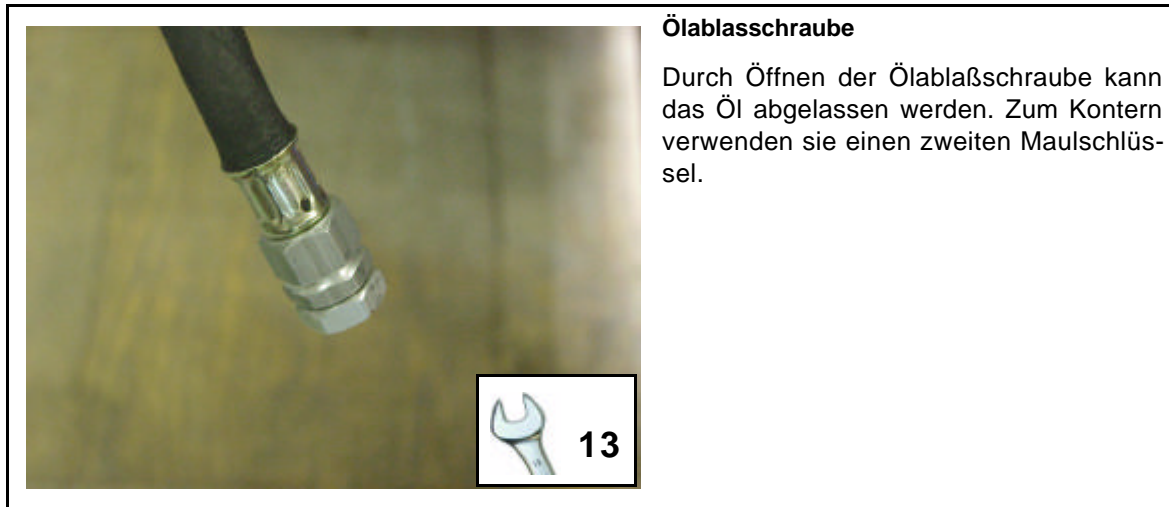 Ölablasschraube
Durch Öffnen der Ölablaßschraube kann
das Öl abgelassen werden. Zum Kontern
verwenden sie einen zweiten Maulschlüs-
sel.
13